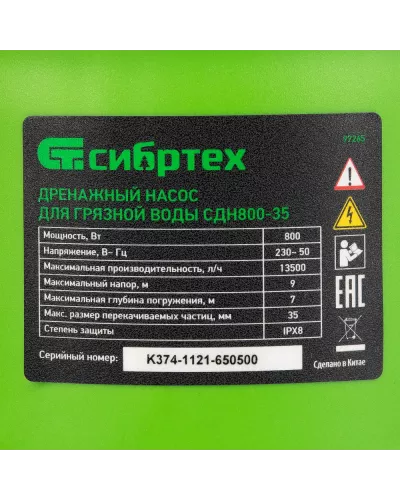 97265
сибртех
ДРЕНАЖНЫЙ НАСОС
ДЛЯ ГРЯЗНОЙ ВОДЫ СДН800-35
Мощность, Вт 800
Напряжение, В~ Гц 230~ 50
Максимальная производительность, л/ч 13500
Максимальный напор, м 9
Максимальная глубина погружения, м 7
Макс. размер перекачиваемых частиц, мм 35
Степень защиты IPX8
Серийный номер: K374-1121-650500
EAC
Сделано в Китае